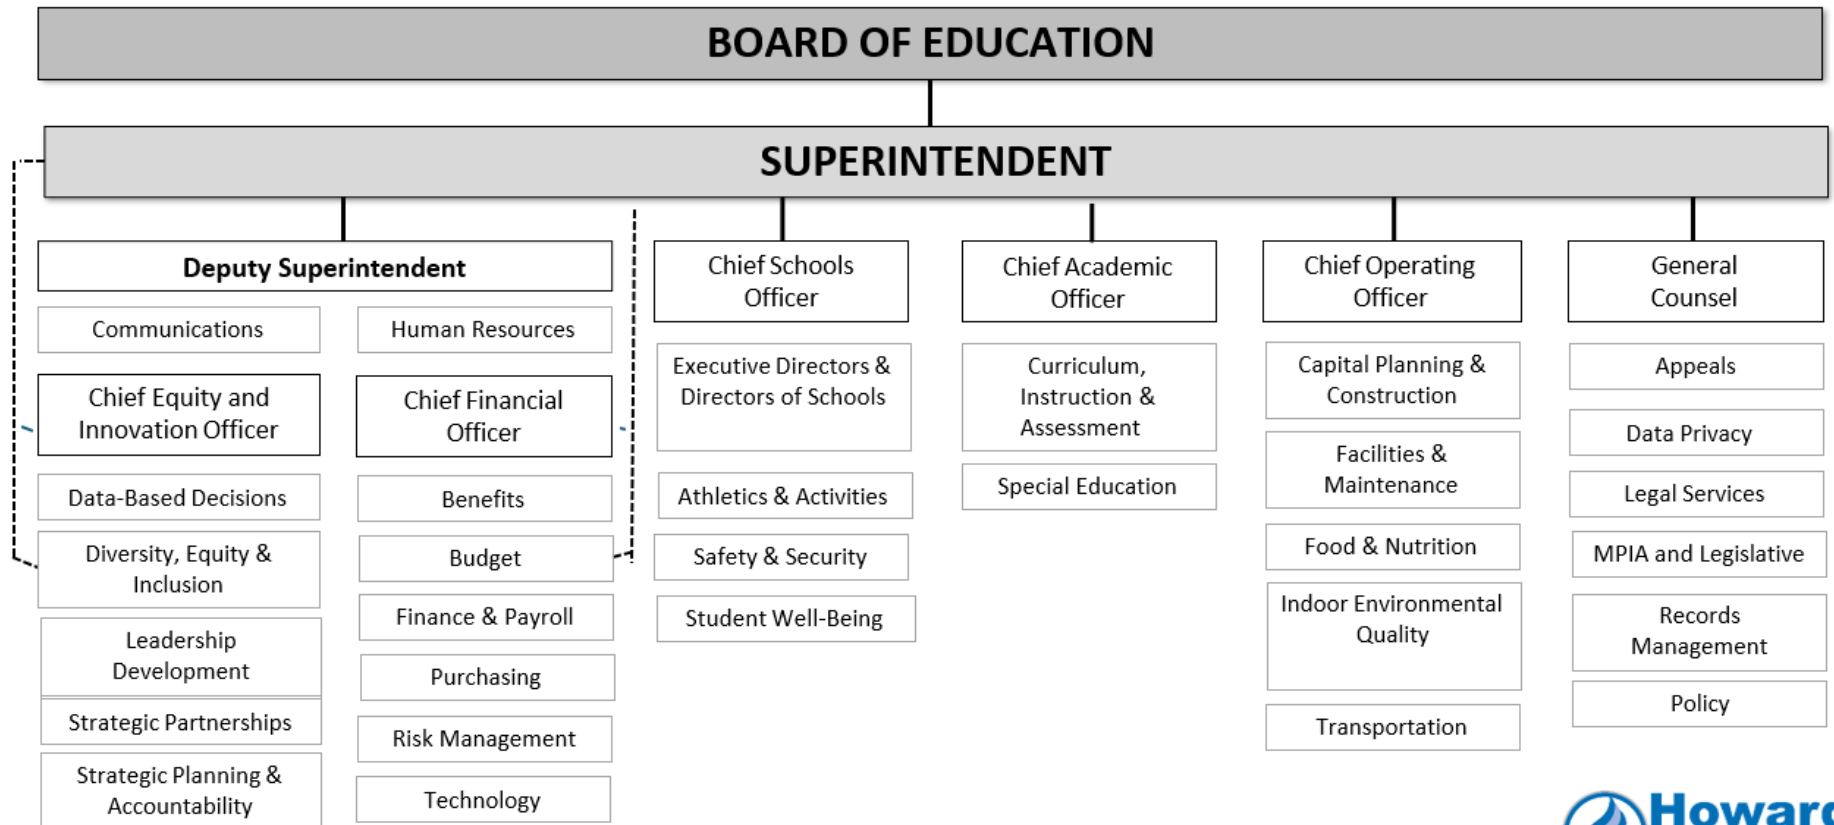 BOARD OF EDUCATION
SUPERINTENDENT
Deputy Superintendent
Communications
Chief Equity and
Innovation Officer
Data-Based Decisions
Diversity, Equity &
Inclusion
Leadership
Development
Strategic Partnerships
Strategic Planning &
Accountability
Human Resources
Chief Financial
Officer
Benefits
Budget
Finance & Payroll
Purchasing
Risk Management
Technology
Chief Schools
Officer
Executive Directors &
Directors of Schools
Athletics & Activities
Safety & Security
Student Well-Being
Chief Academic
Officer
Curriculum,
Instruction &
Assessment
Special Education
Chief Operating
Officer
Capital Planning &
Construction
Facilities &
Maintenance
Food & Nutrition
Indoor Environmental
Quality
Transportation
General
Counsel
Appeals
Data Privacy
Legal Services
MPIA and Legislative
Records
Management
Policy
Howard